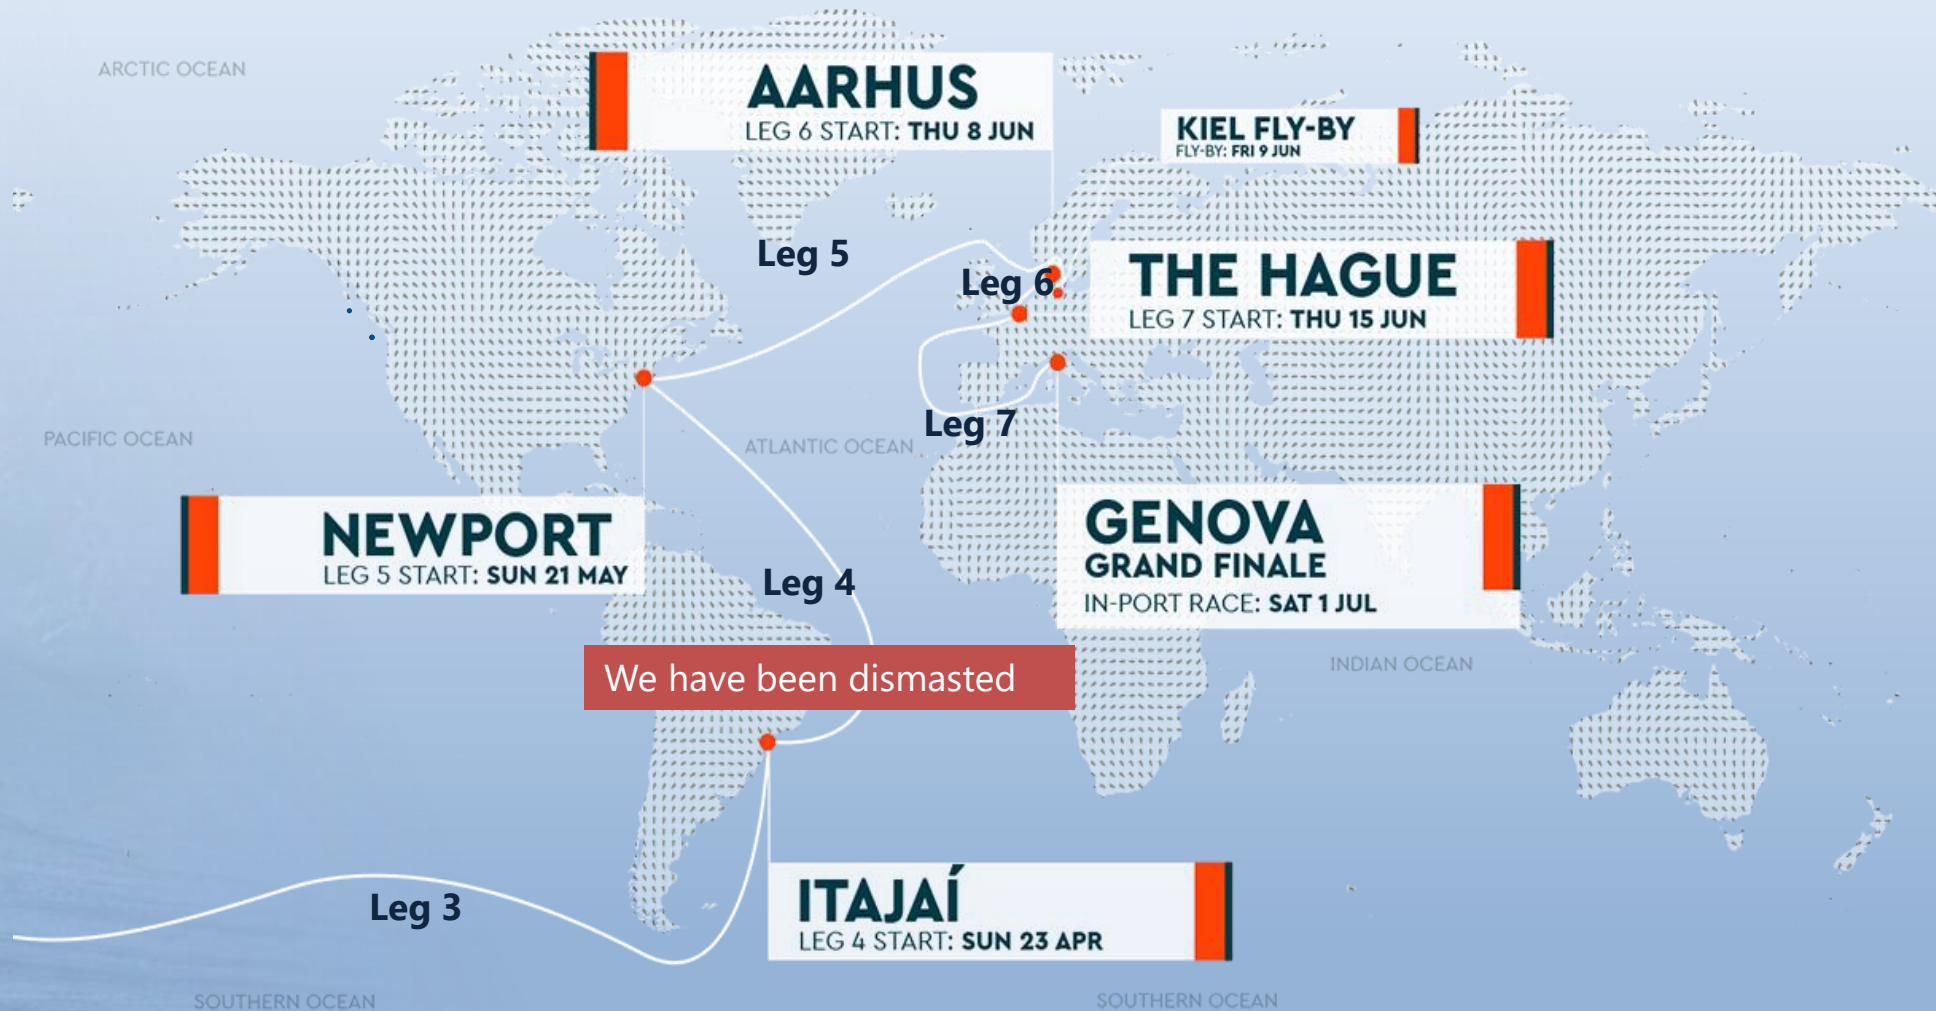 ARCTIC OCEAN
AARHUS
LEG 6 START: THU 8 JUN
KIEL FLY-BY
FLY-BY: FRI 9 JUN
Leg 5
Leg 6
THE HAGUE
LEG 7 START: THU 15 JUN
Leg 7
PACIFIC OCEAN
ATLANTIC OCEAN
NEWPORT
LEG 5 START: SUN 21 MAY
GENOVA
GRAND FINALE
IN-PORT RACE: SAT 1 JUL
Leg 4
We have been dismasted
INDIAN OCEAN
Leg 3
ITAJAÍ
LEG 4 START: SUN 23 APR
SOUTHERN OCEAN
SOUTHERN OCEAN